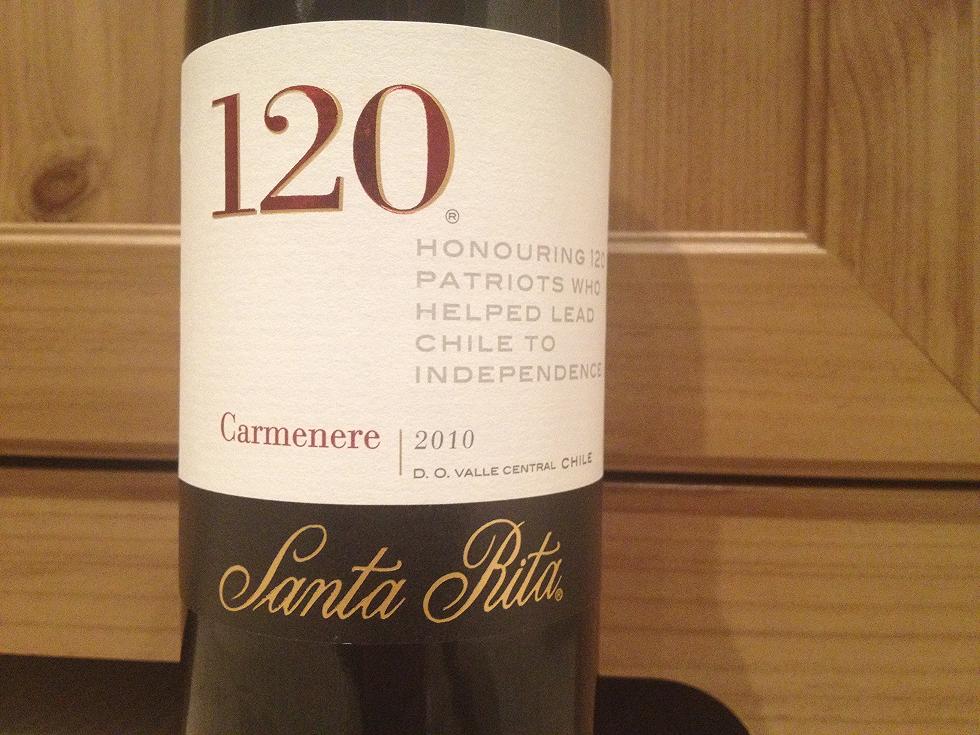 120®
HONOURING 120
PATRIOTS WHO
HELPED LEAD
CHILE TO
INDEPENDENCE
Carmenere | 2010
D. O. VALLE CENTRAL CHILE
Santa Rita®